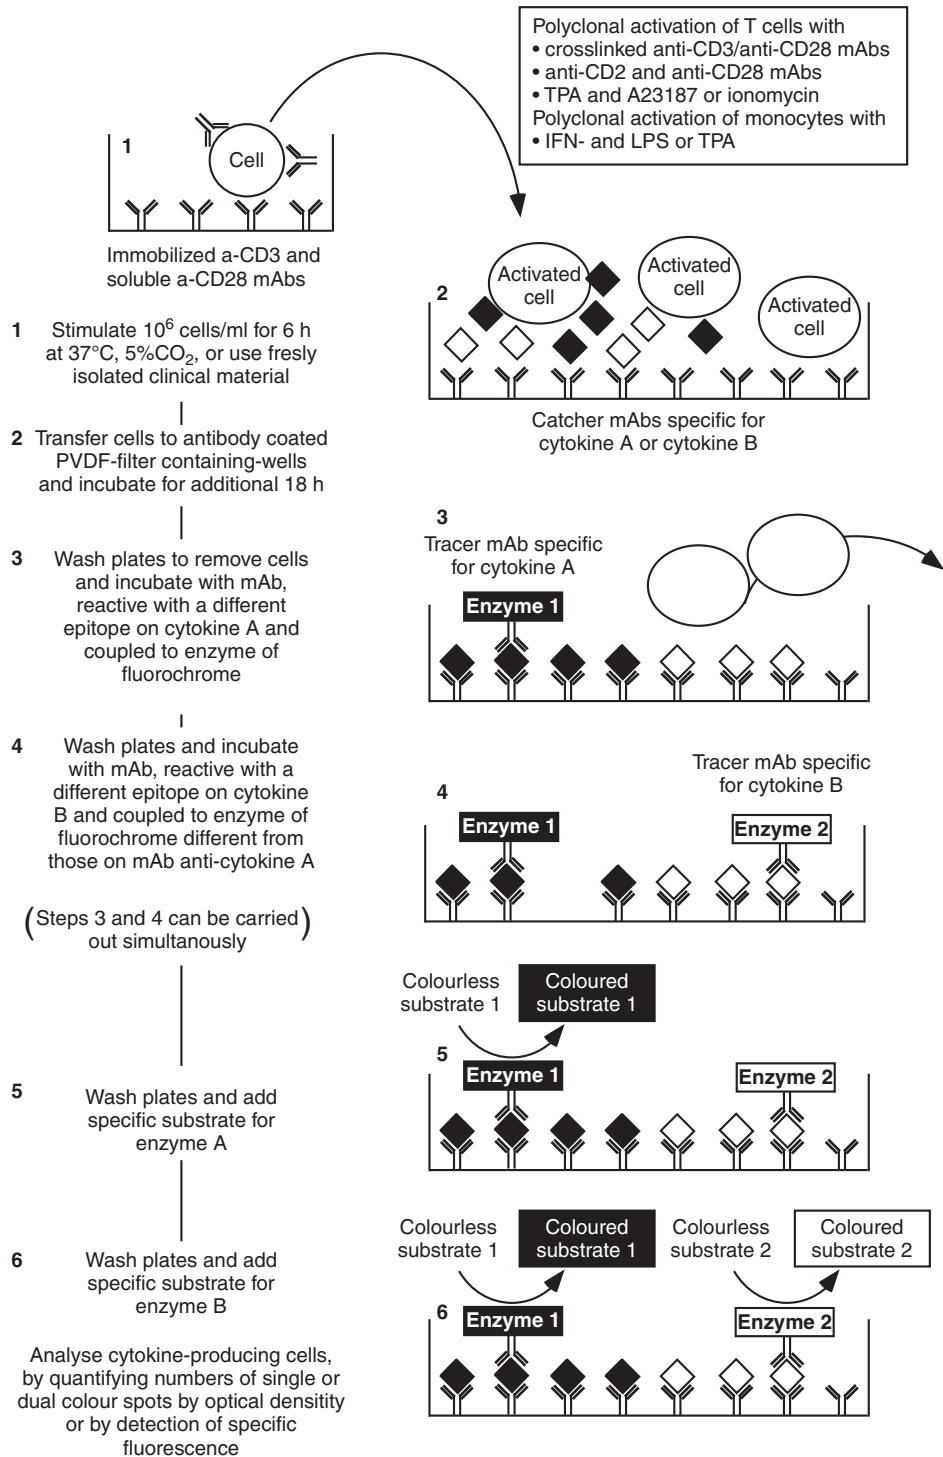 Polyclonal activation of T cells with
• crosslinked anti-CD3/anti-CD28 mAbs
• anti-CD2 and anti-CD28 mAbs
• TPA and A23187 or ionomycin
Polyclonal activation of monocytes with
• IFN- and LPS or TPA
1
Cell
Immobilized a-CD3 and
soluble a-CD28 mAbs
1 Stimulate 10⁶ cells/ml for 6 h
at 37°C, 5%CO₂, or use fresly
isolated clinical material
2 Transfer cells to antibody coated
PVDF-filter containing-wells
and incubate for additional 18 h
3 Wash plates to remove cells
and incubate with mAb,
reactive with a different
epitope on cytokine A and
coupled to enzyme of
fluorochrome
4 Wash plates and incubate
with mAb, reactive with a
different epitope on cytokine
B and coupled to enzyme of
fluorochrome different from
those on mAb anti-cytokine A
(Steps 3 and 4 can be carried
out simultanously)
5 Wash plates and add
specific substrate for
enzyme A
6 Wash plates and add
specific substrate for
enzyme B
Analyse cytokine-producing cells,
by quantifying numbers of single or
dual colour spots by optical densitity
or by detection of specific
fluorescence
2
Activated
cell
Activated
cell
Activated
cell
Catcher mAbs specific for
cytokine A or cytokine B
3
Tracer mAb specific
for cytokine A
Enzyme 1
Tracer mAb specific
for cytokine B
4
Enzyme 1
Enzyme 2
Colourless
substrate 1
Coloured
substrate 1
5
Enzyme 1
Enzyme 2
Colourless
substrate 1
Coloured
substrate 1
Colourless
substrate 2
Coloured
substrate 2
6
Enzyme 1
Enzyme 2